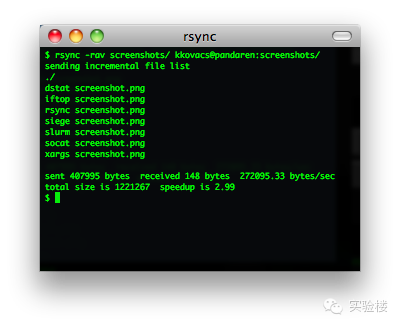 rsync
$ rsync -rav screenshots/ kkovacs@pandaren:screenshots/
sending incremental file list
./
dstat screenshot.png
iftop screenshot.png
rsync screenshot.png
siege screenshot.png
slurm screenshot.png
socat screenshot.png
xargs screenshot.png
sent 407995 bytes  received 148 bytes  272095.33 bytes/sec
total size is 1221267  speedup is 2.99
$
实验楼